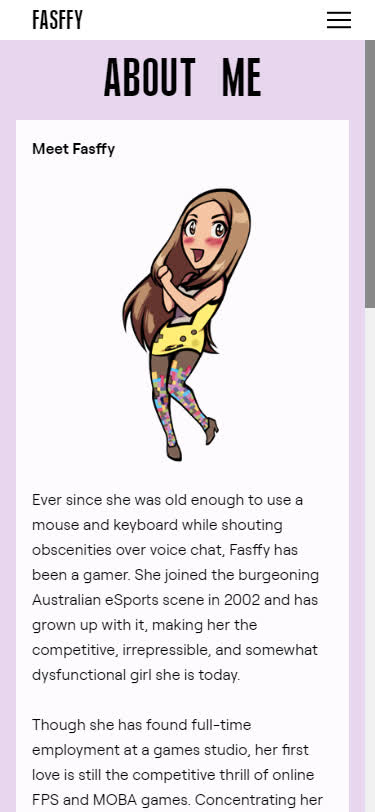 FASFFY
ABOUT ME
Meet Fasffy
Ever since she was old enough to use a
mouse and keyboard while shouting
obscenities over voice chat, Fasffy has
been a gamer. She joined the burgeoning
Australian eSports scene in 2002 and has
grown up with it, making her the
competitive, irrepressible, and somewhat
dysfunctional girl she is today.
Though she has found full-time
employment at a games studio, her first
love is still the competitive thrill of online
FPS and MOBA games. Concentrating her